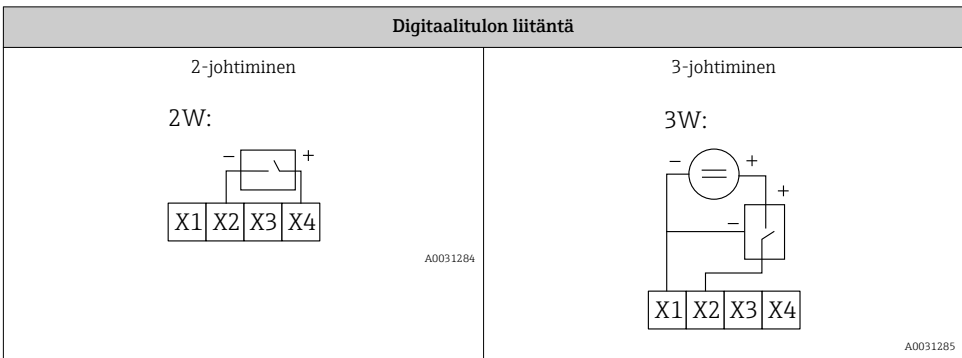 Digitaalitulon liitäntä
2-johtiminen
2W:
− +
X1 X2 X3 X4
A0031284
3-johtiminen
3W:
− +
+
−
X1 X2 X3 X4
A0031285